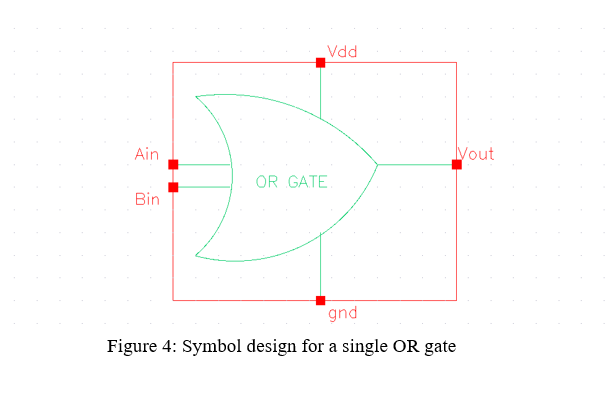 Vdd
Ain
Vout
OR GATE
Bin
gnd
Figure 4: Symbol design for a single OR gate